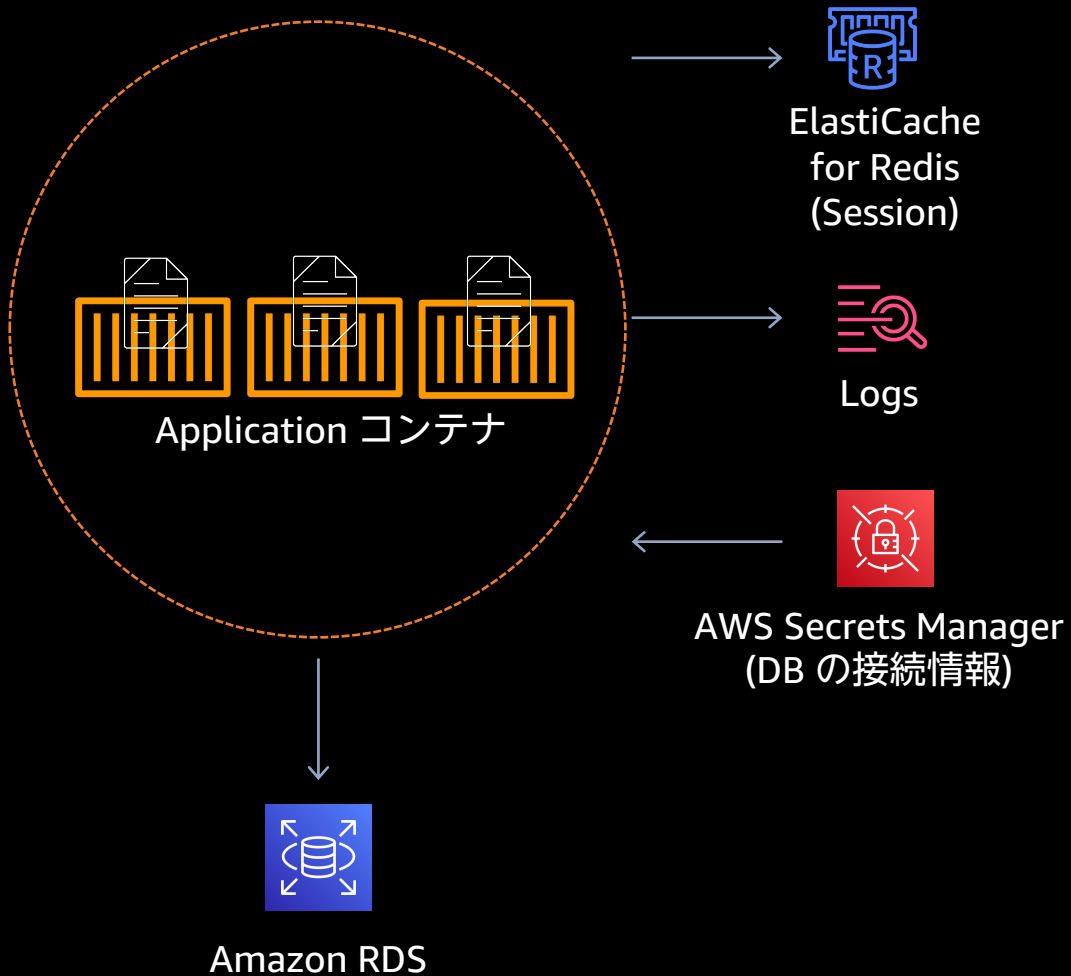 R
ElastiCache
for Redis
(Session)
Application コンテナ
Logs
AWS Secrets Manager
(DB の接続情報)
Amazon RDS